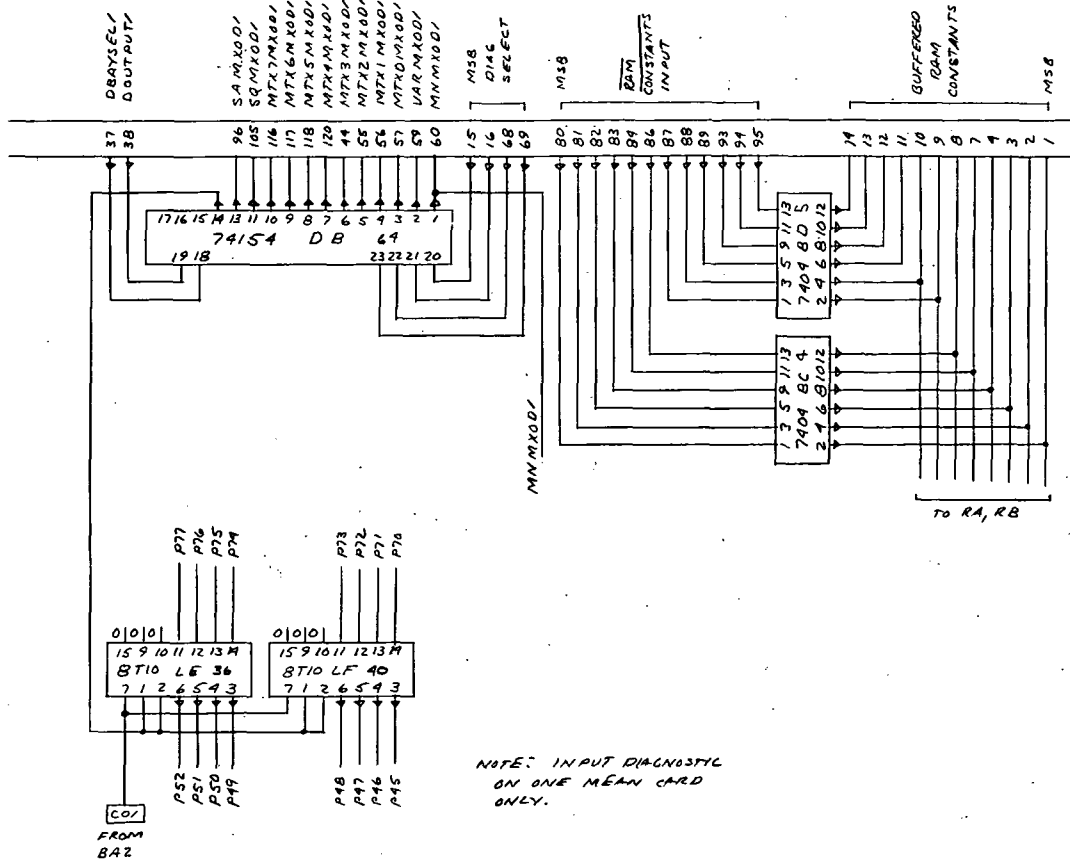 DBAYSEL/
DOUTPUT/
SAMXOD/
SQMXOD/
MTX7MXOD/
MTX6MXOD/
MTX5MXOD/
MTX4MXOD/
MTX3MXOD/
MTX2MXOD/
MTX1MXOD/
MTXOMXOD/
VARMXOD/
MNMXOD/
MSB
DIAG
SELECT
MSB
RAM
CONSTANTS
INPUT
BUFFERED
RAM
CONSTANTS
MSB
37 38 96 105 116 117 118 120 44 55 56 57 59 60 15 16 68 69 80 81 82 83 84 86 87 88 89 93 94 95 14 13 12 11 10 9 8 7 4 3 2 1
17 16 15 14 13 11 10 9 8 7 6 5 4 3 2 1
74154 DB 64
19 18 23 22 21 20
13 11 9 5 3 1
7404 BD 5
12 10 8 6 4 2
13 11 9 5 3 1
7404 BC 4
12 10 8 6 4 2
MNMXOD/
TO RA, RB
P77 P76 P75 P74
P73 P72 P71 P70
0 0 0
0 0 0
15 9 10 11 12 13 14
8T10 LE 36
7 1 2 6 5 4 3
15 9 10 11 12 13 14
8T10 LF 40
7 1 2 6 5 4 3
P52 P51 P50 P49
P48 P47 P46 P45
CO/
FROM
BA2
NOTE: INPUT DIAGNOSTIC
ON ONE MEAN CARD
ONLY.